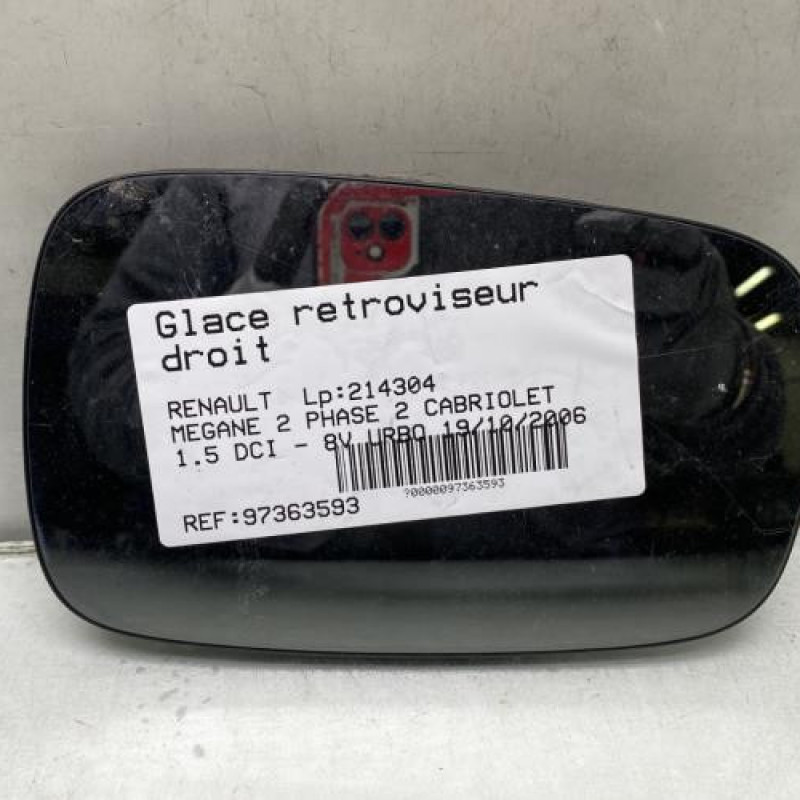 Glace retroviseur
droit
RENAULT Lp:214304
MEGANE 2 PHASE 2 CABRIOLET
1.5 DCI - 8V URBO 19/10/2006
?0000097363593
REF:97363593